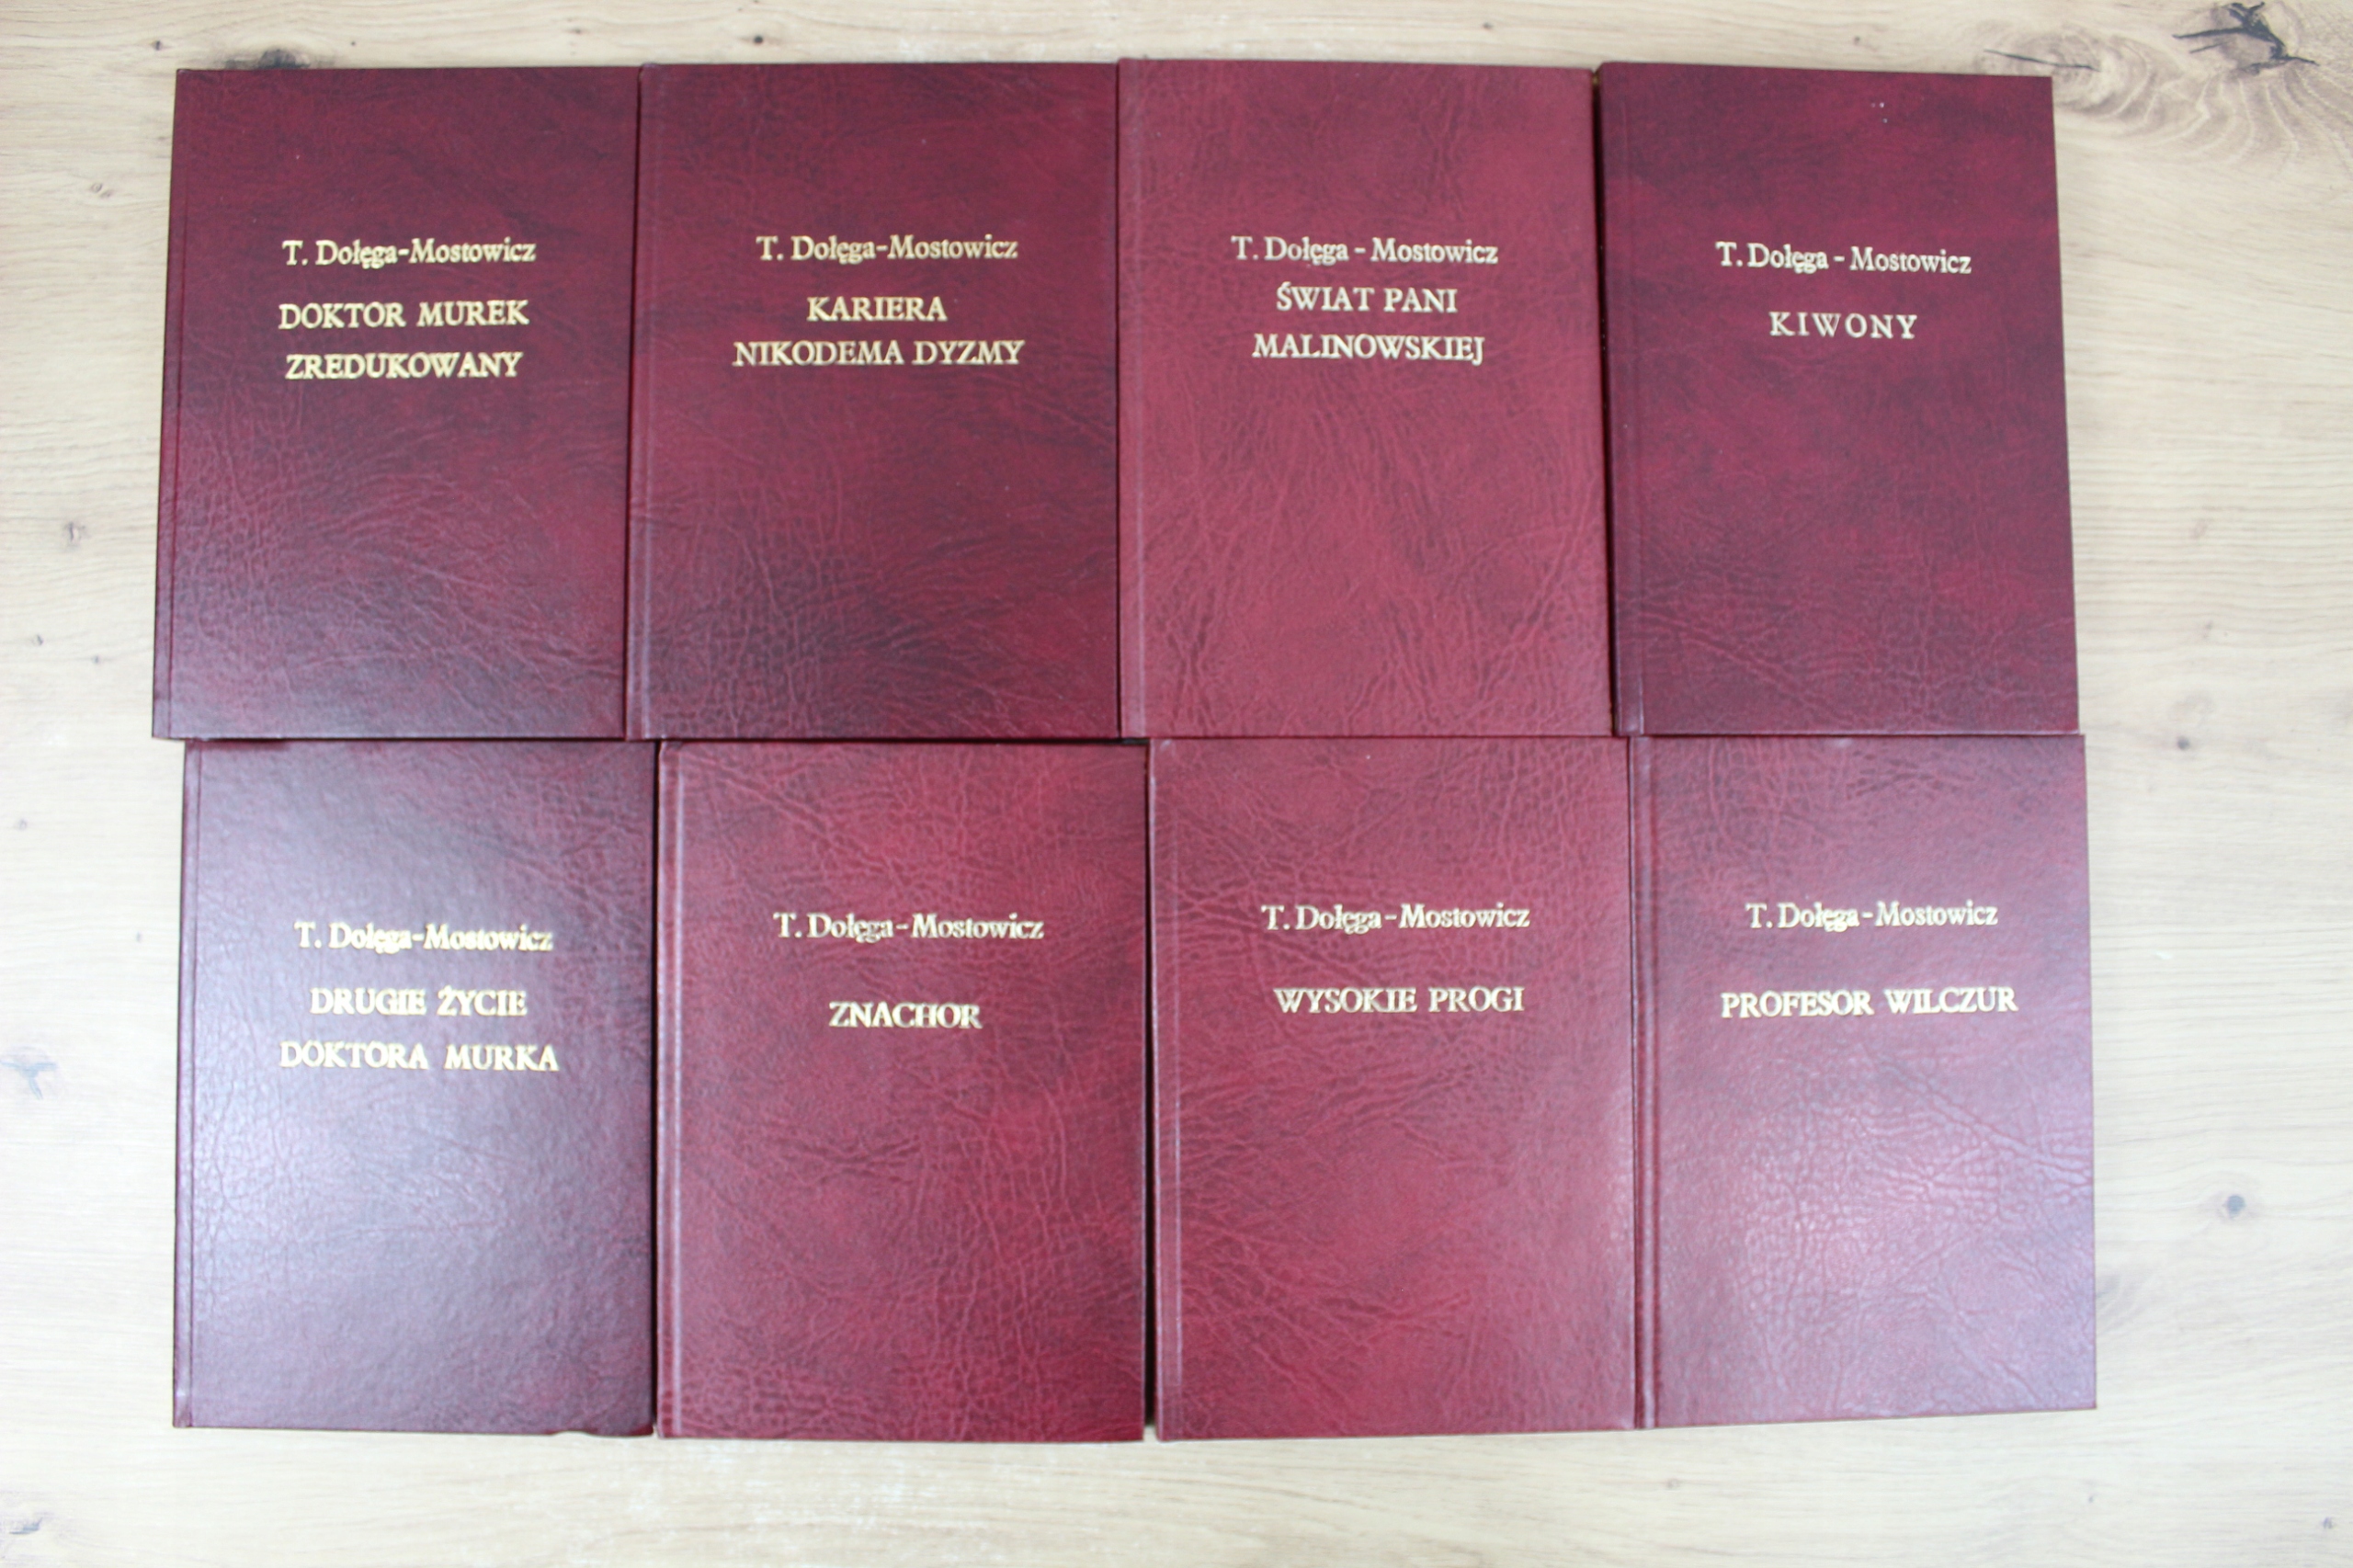 T. Dołęga-Mostowicz
DOKTOR MUREK
ZREDUKOWANY
T. Dołęga-Mostowicz
KARIERA
NIKODEMA DYZMY
T. Dołęga - Mostowicz
ŚWIAT PANI
MALINOWSKIEJ
T. Dołęga - Mostowicz
KIWONY
T. Dołęga-Mostowicz
DRUGIE ŻYCIE
DOKTORA MURKA
T. Dołęga-Mostowicz
ZNACHOR
T. Dołęga-Mostowicz
WYSOKIE PROGI
T. Dołęga-Mostowicz
PROFESOR WILCZUR